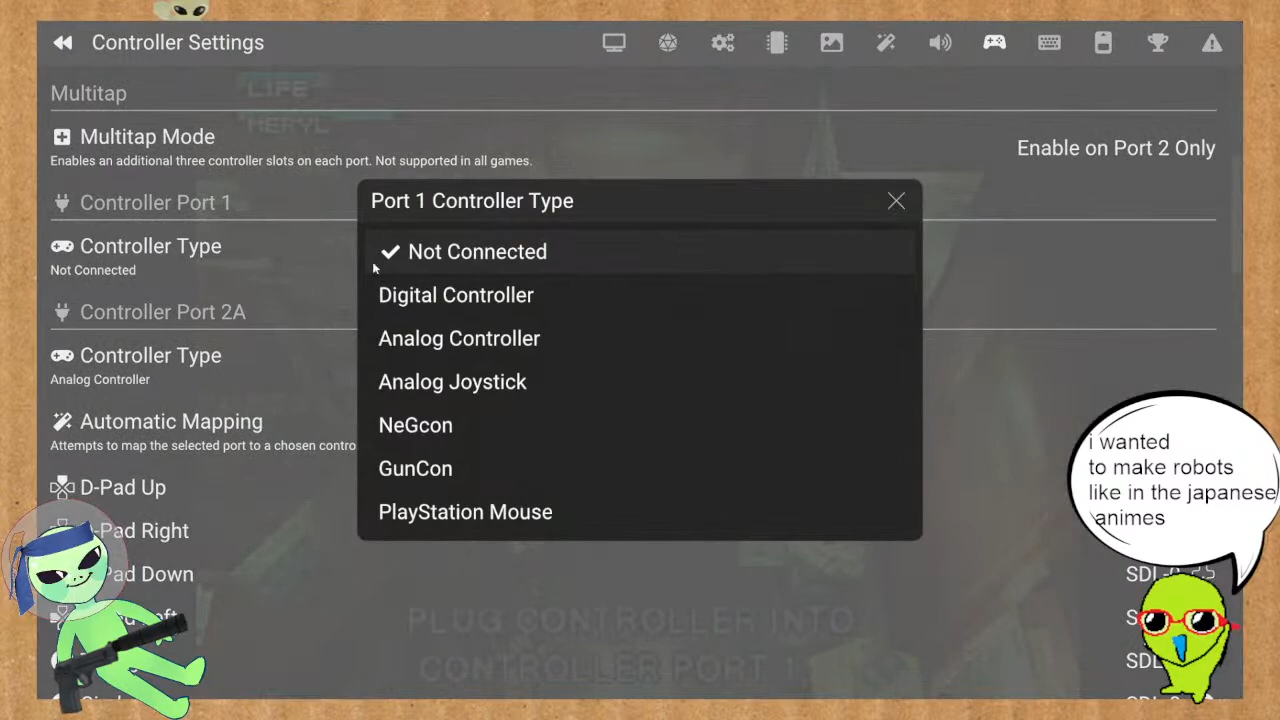 Controller Settings
Multitap
LIFE
MERYL
Multitap Mode
Enables an additional three controller slots on each port. Not supported in all games.
Enable on Port 2 Only
Controller Port 1
Controller Type
Not Connected
Controller Port 2A
Controller Type
Analog Controller
Automatic Mapping
Attempts to map the selected port to a chosen contro
D-Pad Up
-Pad Right
Pad Down
Port 1 Controller Type
Not Connected
Digital Controller
Analog Controller
Analog Joystick
NeGcon
GunCon
PlayStation Mouse
PLUG CONTROLLER INTO
CONTROLLER PORT 1.
i wanted
to make robots
like in the japanese
animes